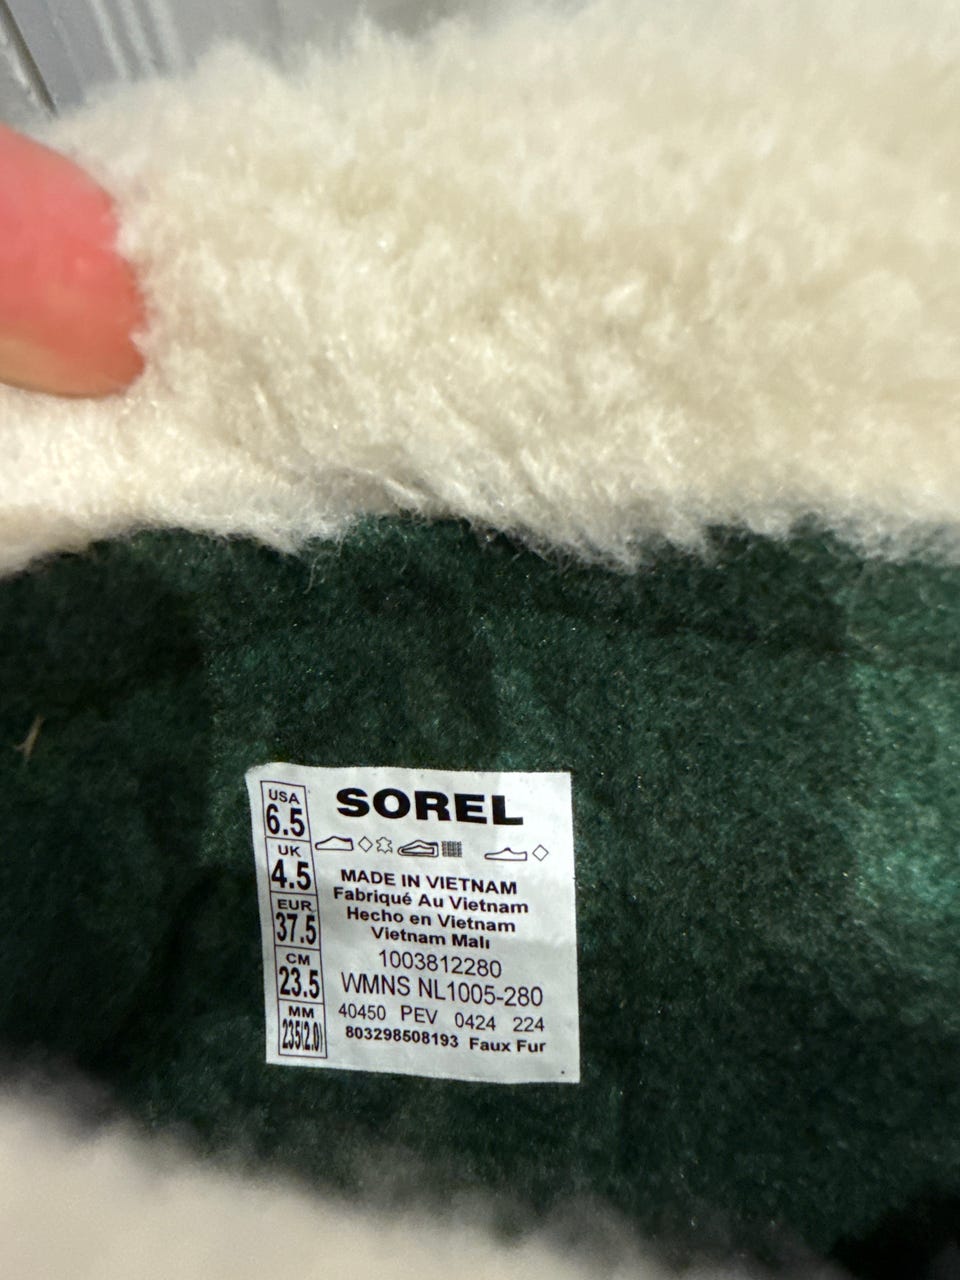 SOREL
USA
6.5
UK
4.5
EUR
37.5
CM
23.5
MM
235(2.0)
MADE IN VIETNAM
Fabriqué Au Vietnam
Hecho en Vietnam
Vietnam Malı
1003812280
WMNS NL1005-280
40450 PEV 0424 224
803298508193 Faux Fur